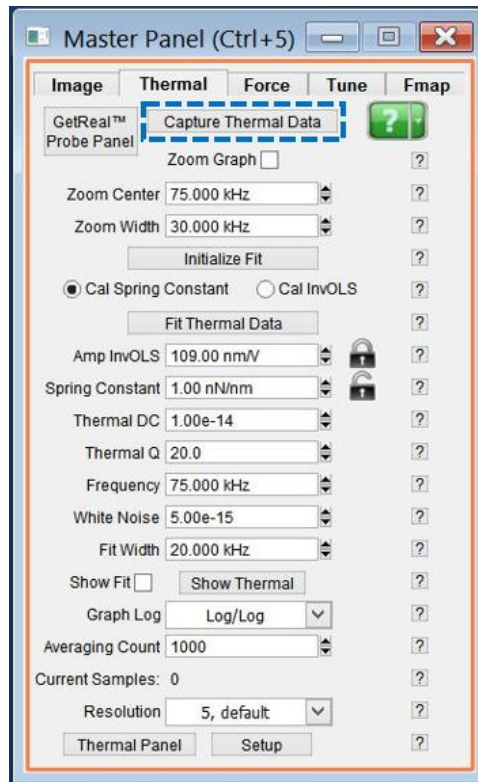 Master Panel (Ctrl+5)
Image Thermal Force Tune Fmap
GetReal™ Probe Panel Capture Thermal Data ?
Zoom Graph ?
Zoom Center 75.000 kHz ?
Zoom Width 30.000 kHz ?
Initialize Fit ?
Cal Spring Constant Cal InvOLS ?
Fit Thermal Data ?
Amp InvOLS 109.00 nm/V ?
Spring Constant 1.00 nN/nm ?
Thermal DC 1.00e-14 ?
Thermal Q 20.0 ?
Frequency 75.000 kHz ?
White Noise 5.00e-15 ?
Fit Width 20.000 kHz ?
Show Fit Show Thermal ?
Graph Log Log/Log ?
Averaging Count 1000 ?
Current Samples: 0 ?
Resolution 5, default ?
Thermal Panel Setup ?